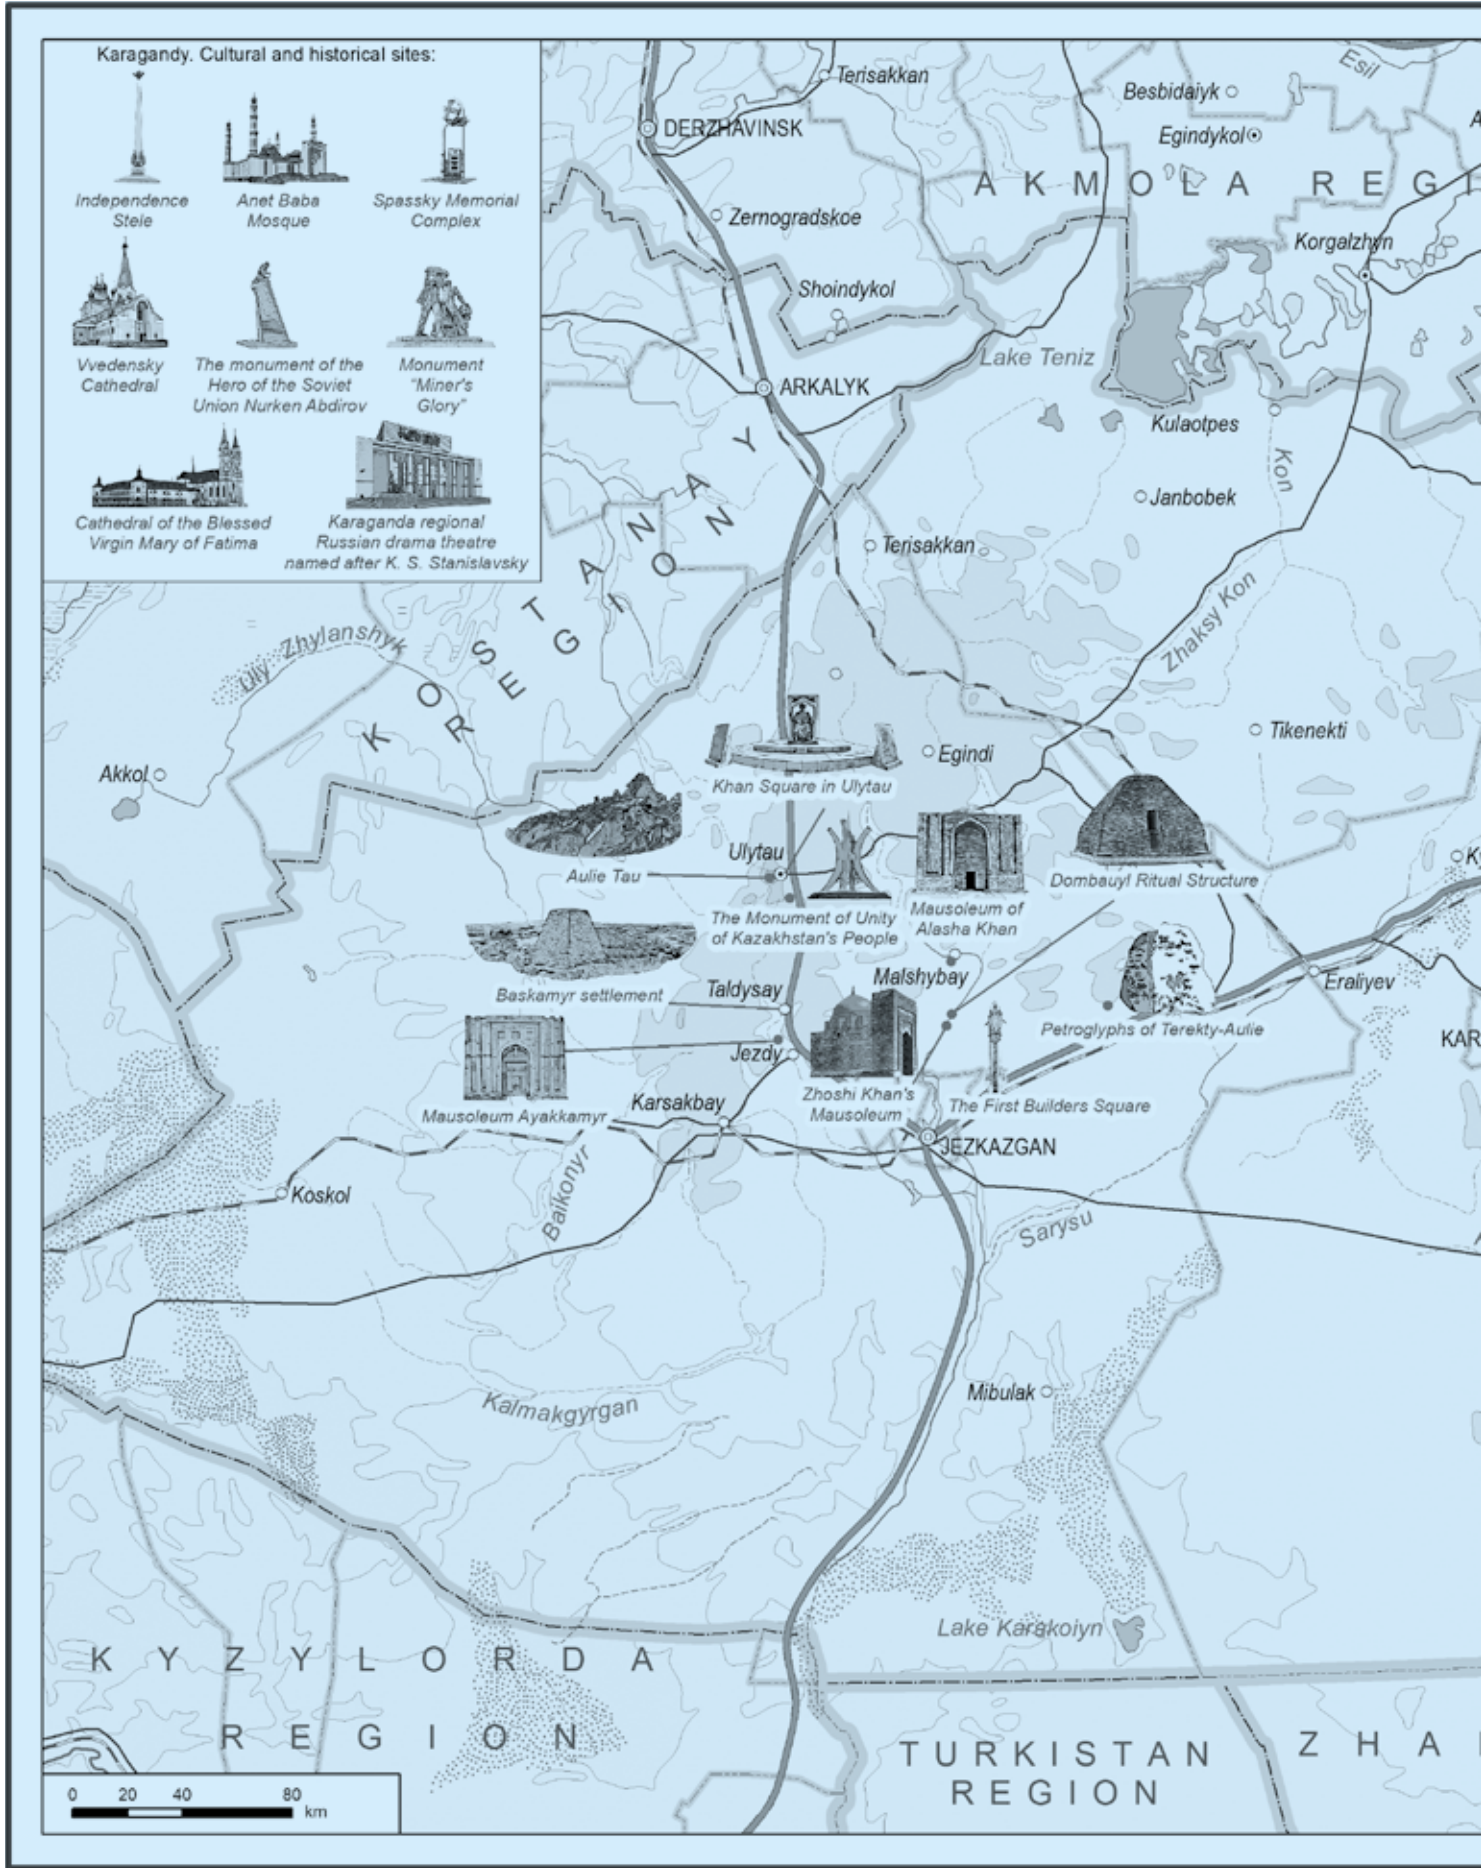 Karagandy. Cultural and historical sites:
Independence
Stele
Anet Baba
Mosque
Spassky Memorial
Complex
Vvedensky
Cathedral
The monument of the
Hero of the Soviet
Union Nurken Abdirov
Monument
"Miner's
Glory"
Cathedral of the Blessed
Virgin Mary of Fatima
Karaganda regional
Russian drama theatre
named after K. S. Stanislavsky
Terisakkan
Esil
Besbidaiyk
DERZHAVINSK
Egindykol
A
AKMOLA REGI
Zernogradskoe
Korgalzhyn
Shoindykol
Lake Teniz
ARKALYK
Kulaotpes
Kon
Janbobek
KOSTANAY
REGION
Terisakkan
Zhaksy Kon
Uly Zhylanshyk
Tikenekti
Egindi
Akkol
Khan Square in Ulytau
Ulytau
Aulie Tau
Dombauyl Ritual Structure
The Monument of Unity
of Kazakhstan's People
Mausoleum of
Alasha Khan
Malshybay
Eraliyev
Baskamyr settlement
Taldysay
Petroglyphs of Terekty-Aulie
KAR
Jezdy
Mausoleum Ayakkamyr
Karsakbay
Zhoshi Khan's
Mausoleum
The First Builders Square
JEZKAZGAN
Koskol
Baikonyr
Sarysu
Mibulak
Kalmakgyrgan
Lake Karakoiyn
KYZYLORDA
REGION
TURKISTAN
REGION
ZHA
0 20 40 80
km